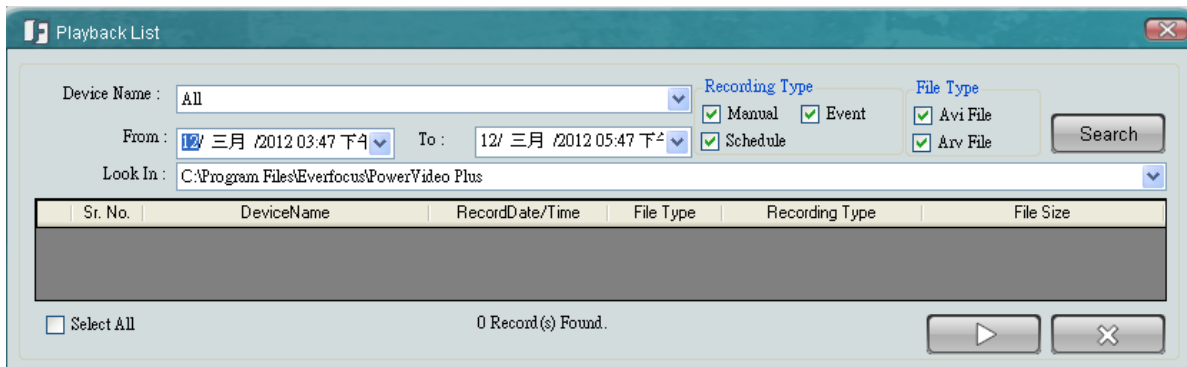 Playback List
Device Name : All
Recording Type
File Type
Manual Event
Avi File
From : 12/ 三月 /2012 03:47 下午 To : 12/ 三月 /2012 05:47 下午
Schedule
Arv File
Search
Look In : C:\Program Files\Everfocus\PowerVideo Plus
Sr. No. DeviceName RecordDate/Time File Type Recording Type File Size
Select All 0 Record(s) Found.